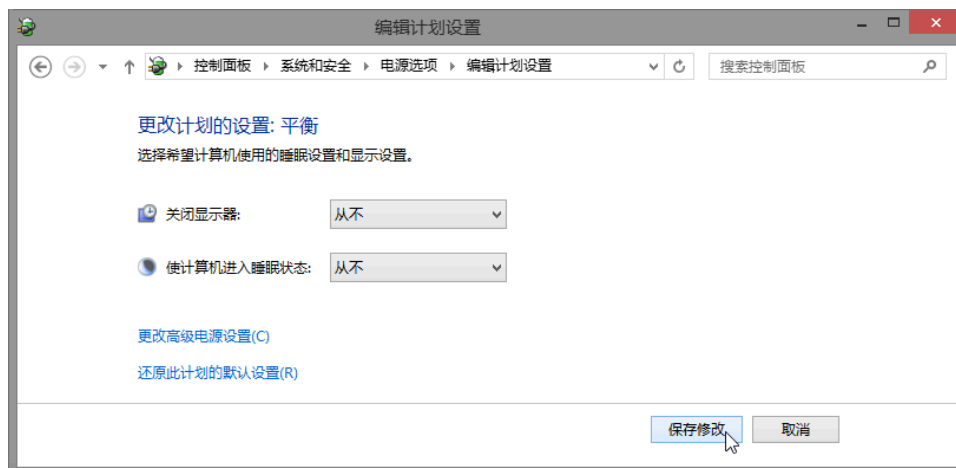 编辑计划设置
控制面板 系统和安全 电源选项 编辑计划设置 搜索控制面板
更改计划的设置: 平衡
选择希望计算机使用的睡眠设置和显示设置。
关闭显示器: 从不
使计算机进入睡眠状态: 从不
更改高级电源设置(C)
还原此计划的默认设置(R)
保存修改 取消